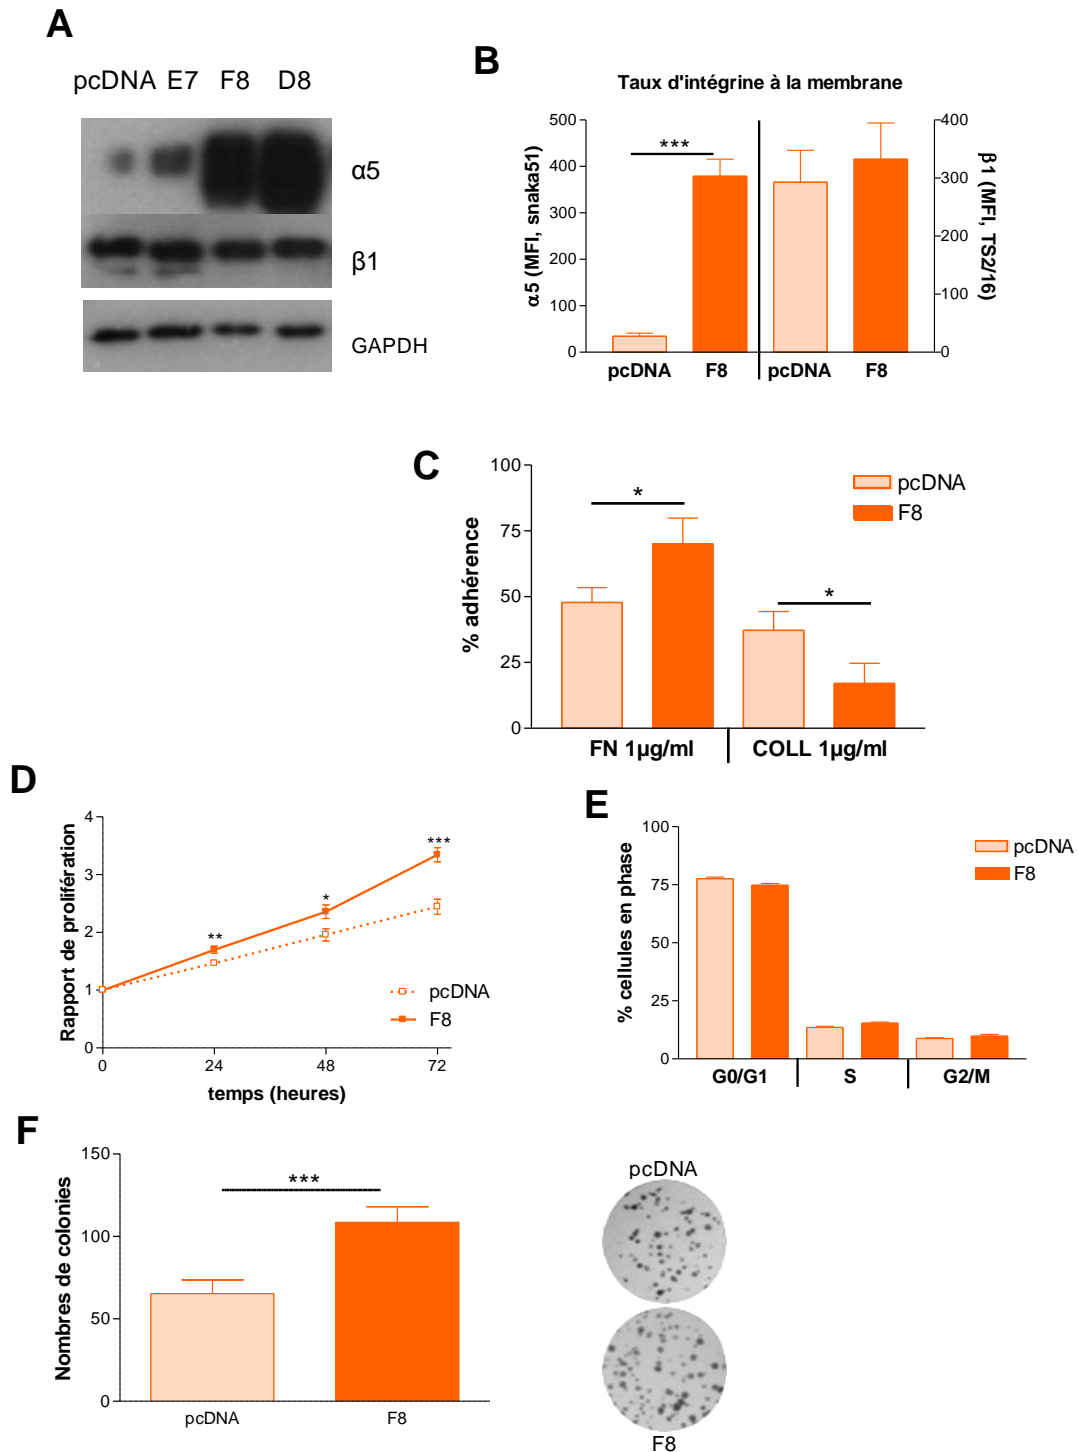 A
pcDNA E7 F8 D8
α5
β1
GAPDH
B
Taux d'intégrine à la membrane
α5 (MFI, snaka51)
500
400
300
200
100
0
***
400
300
200
100
0
β1 (MFI, TS2/16)
pcDNA F8 pcDNA F8
C
% adhérence
100
75
50
25
0
*
*
pcDNA
F8
FN 1µg/ml COLL 1µg/ml
D
Rapport de prolifération
4
3
2
1
0
**
*
***
pcDNA
F8
0 24 48 72
temps (heures)
E
% cellules en phase
100
75
50
25
0
pcDNA
F8
G0/G1 S G2/M
F
Nombres de colonies
150
100
50
0
***
pcDNA F8
pcDNA
F8